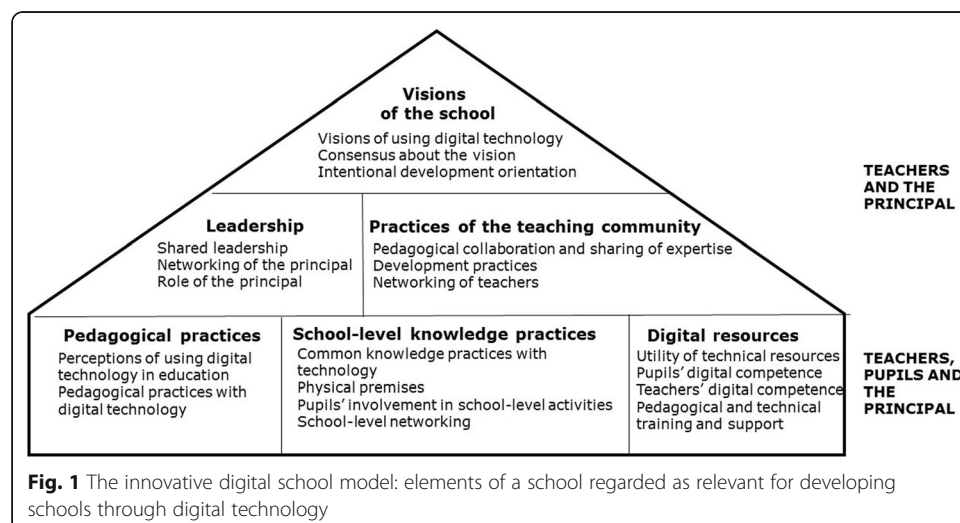 Visions
of the school
Visions of using digital technology
Consensus about the vision
Intentional development orientation
TEACHERS
AND THE
PRINCIPAL
Leadership
Shared leadership
Networking of the principal
Role of the principal
Practices of the teaching community
Pedagogical collaboration and sharing of expertise
Development practices
Networking of teachers
Pedagogical practices
Perceptions of using digital
technology in education
Pedagogical practices with
digital technology
School-level knowledge practices
Common knowledge practices with
technology
Physical premises
Pupils' involvement in school-level activities
School-level networking
Digital resources
Utility of technical resources
Pupils' digital competence
Teachers' digital competence
Pedagogical and technical
training and support
TEACHERS,
PUPILS AND
THE
PRINCIPAL
Fig. 1 The innovative digital school model: elements of a school regarded as relevant for developing
schools through digital technology